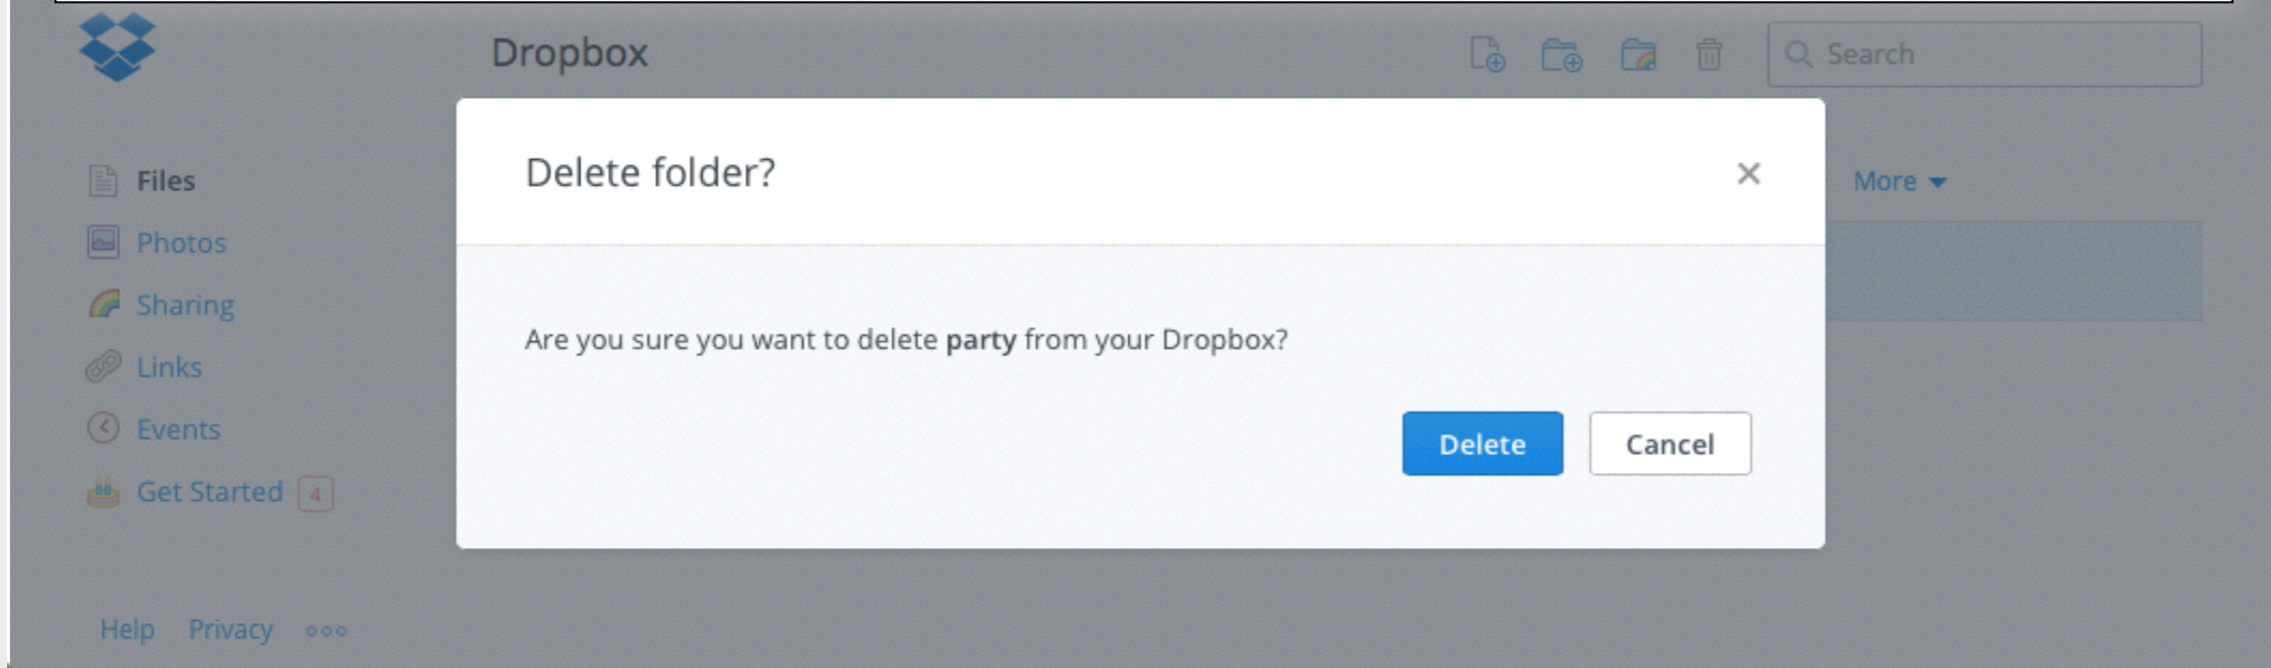 Dropbox
Search
Delete folder?
×
Files
More
Photos
Sharing
Are you sure you want to delete party from your Dropbox?
Links
Events
Delete
Cancel
Get Started 4
Help Privacy